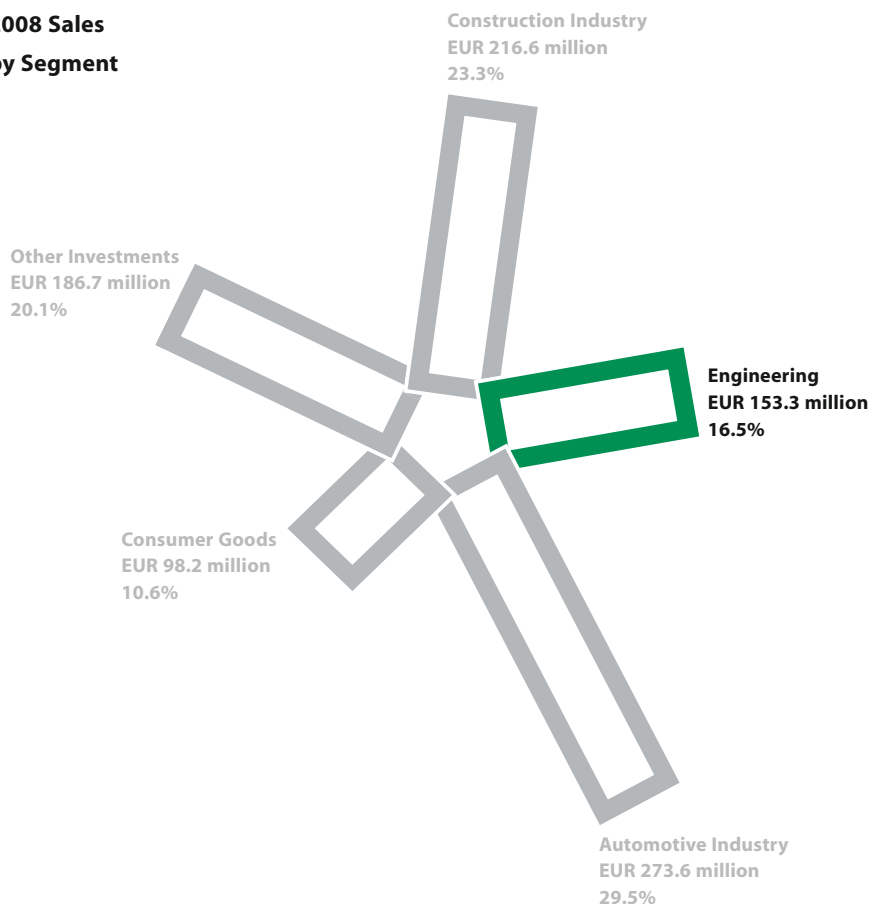 008 Sales
y Segment
Construction Industry
EUR 216.6 million
23.3%
Other Investments
EUR 186.7 million
20.1%
Engineering
EUR 153.3 million
16.5%
Consumer Goods
EUR 98.2 million
10.6%
Automotive Industry
EUR 273.6 million
29.5%